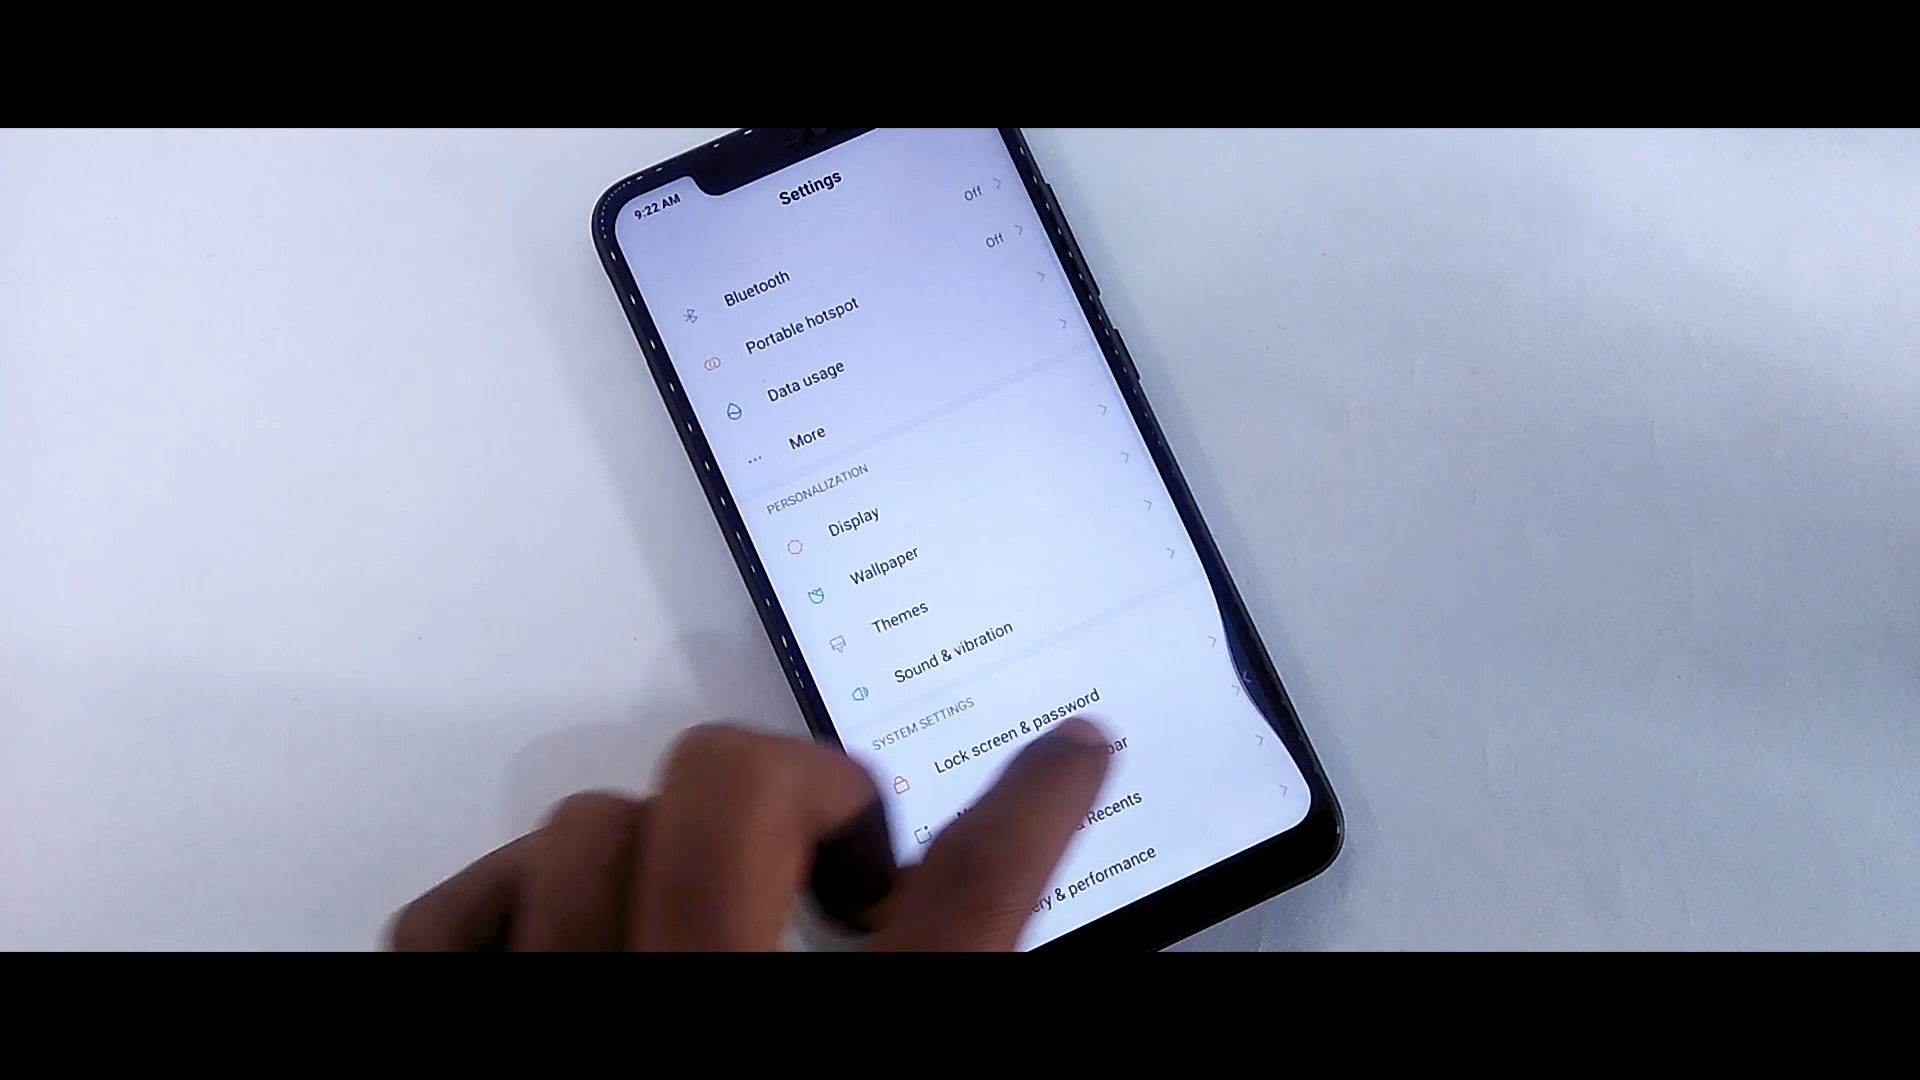 9:22 AM
Settings
Off
Bluetooth
Off
Portable hotspot
Data usage
More
PERSONALIZATION
Display
Wallpaper
Themes
Sound & vibration
SYSTEM SETTINGS
Lock screen & password
bar
& Recents
& performance